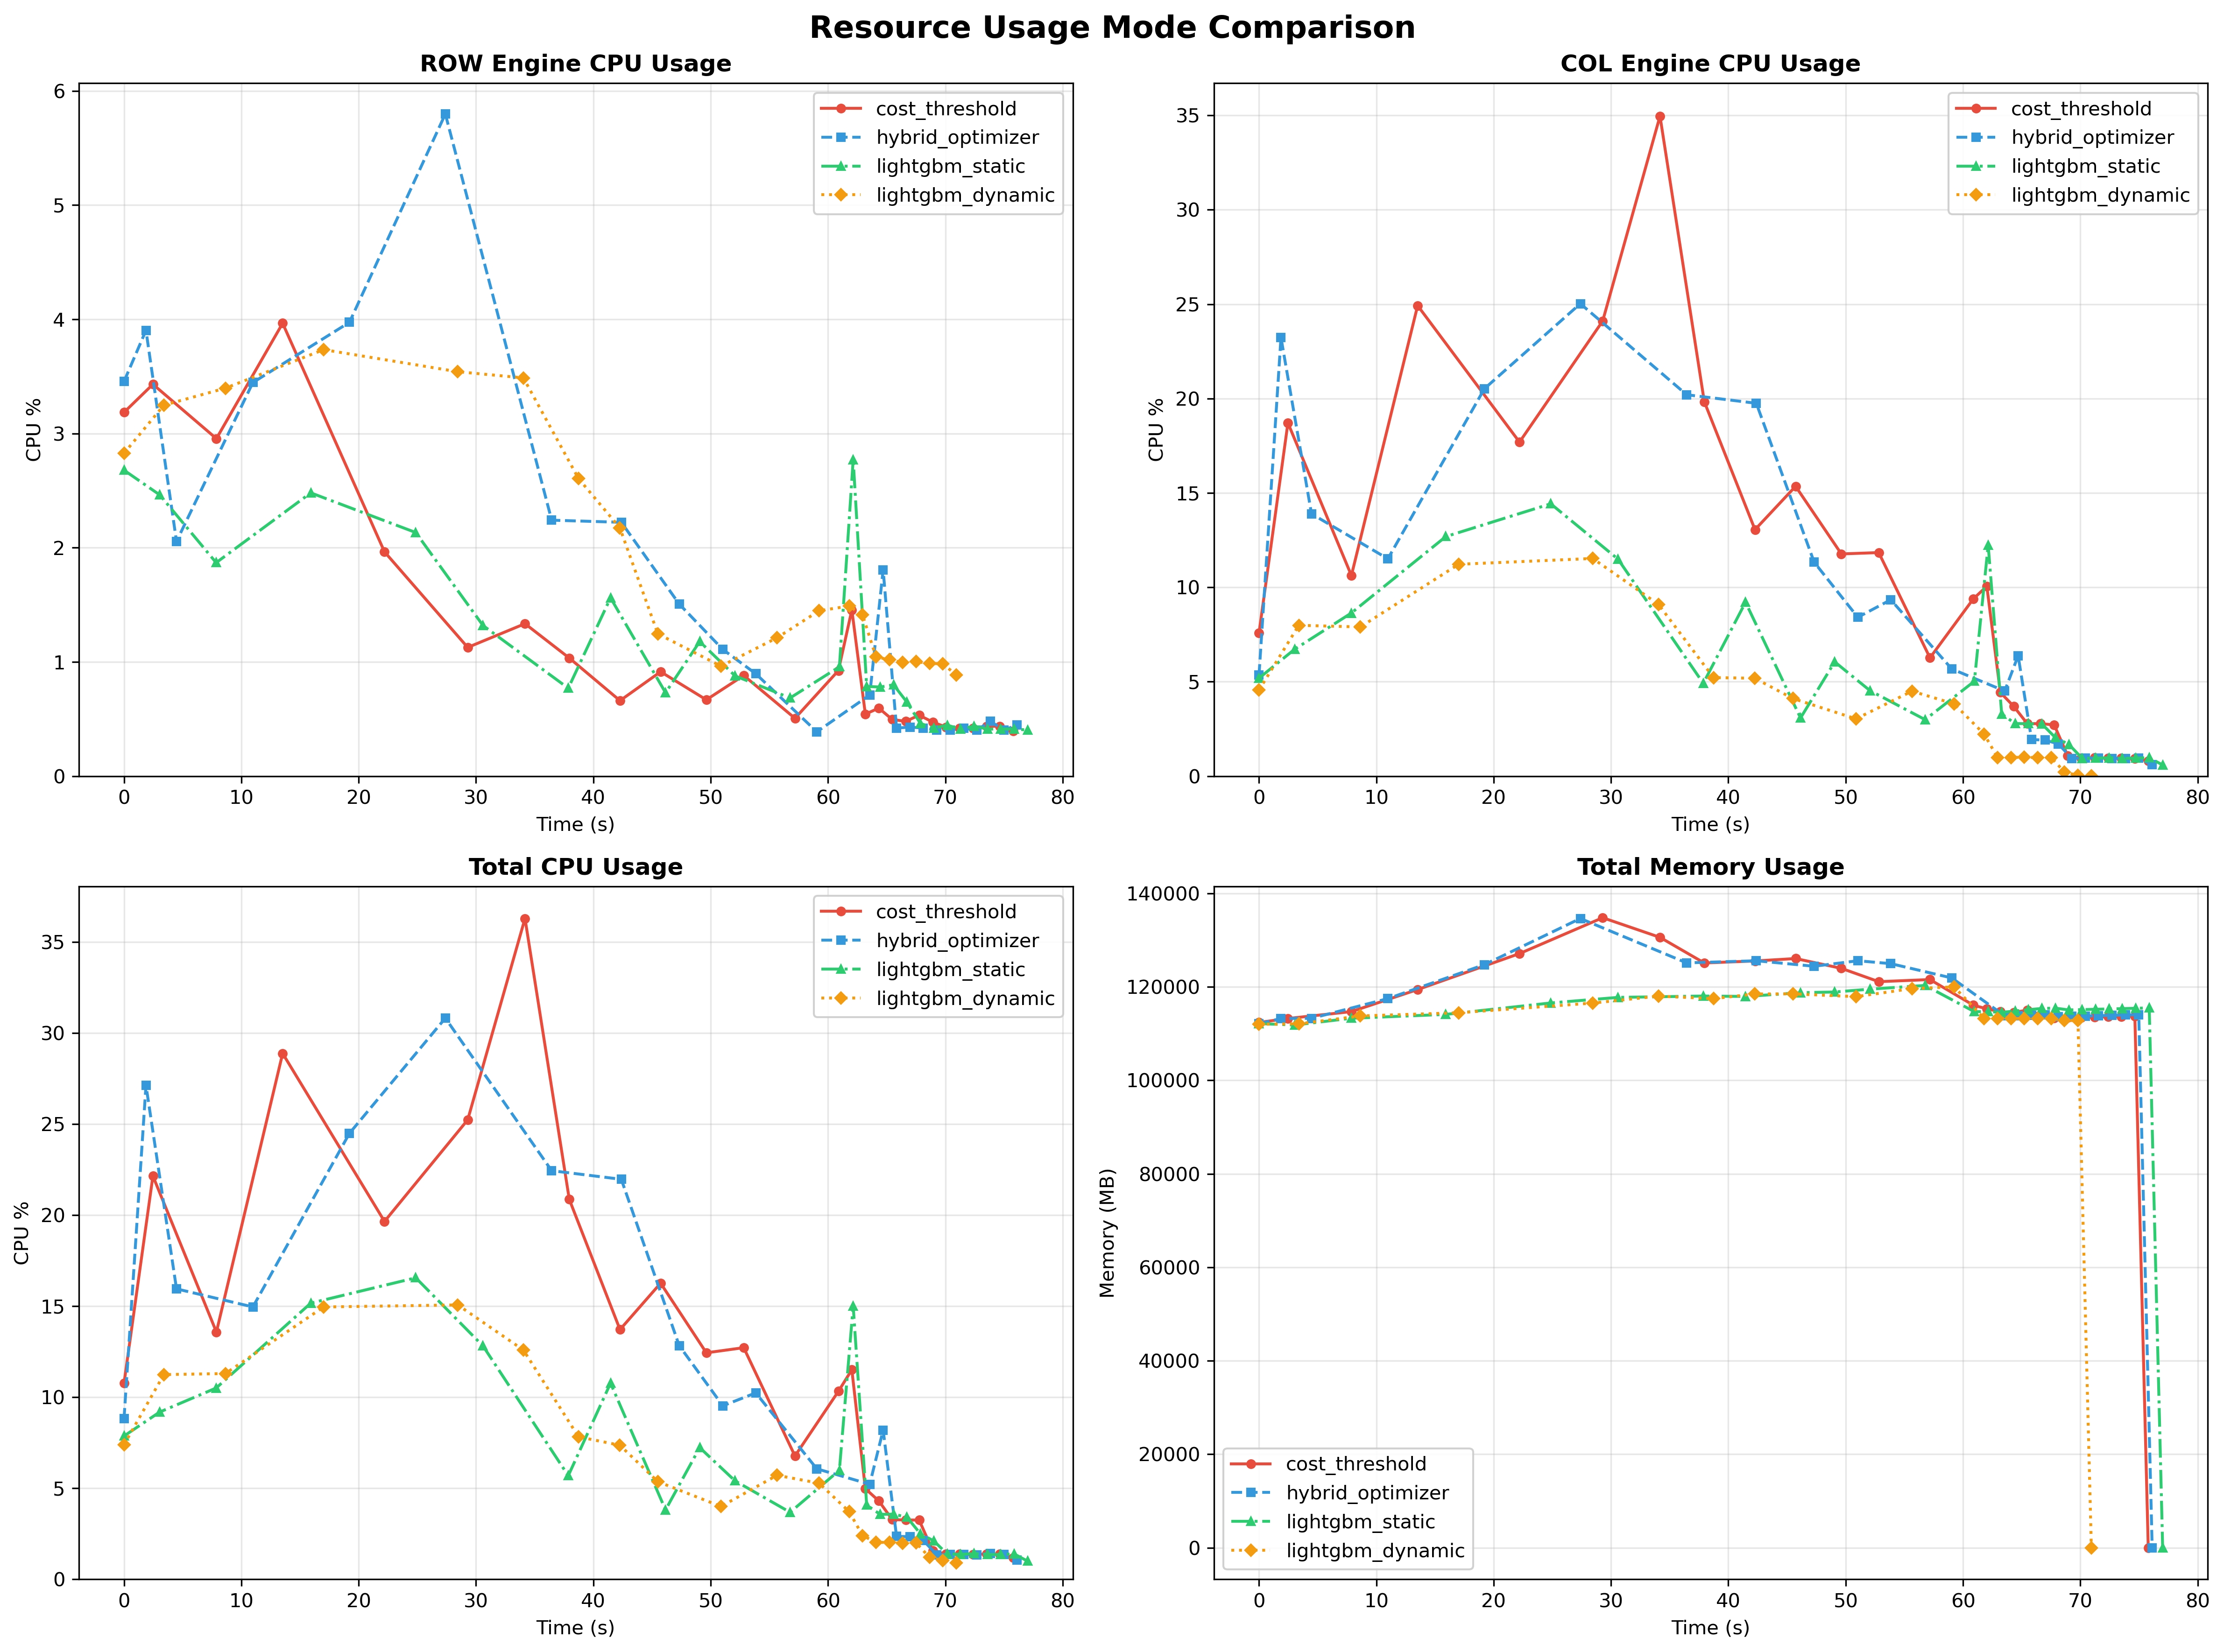 Resource Usage Mode Comparison
ROW Engine CPU Usage
6
5
4
3
2
1
0
CPU %
0 10 20 30 40 50 60 70 80
Time (s)
cost_threshold
hybrid_optimizer
lightgbm_static
lightgbm_dynamic
COL Engine CPU Usage
35
30
25
20
15
10
5
0
CPU %
0 10 20 30 40 50 60 70 80
Time (s)
cost_threshold
hybrid_optimizer
lightgbm_static
lightgbm_dynamic
Total CPU Usage
35
30
25
20
15
10
5
0
CPU %
0 10 20 30 40 50 60 70 80
Time (s)
cost_threshold
hybrid_optimizer
lightgbm_static
lightgbm_dynamic
Total Memory Usage
140000
120000
100000
80000
60000
40000
20000
0
Memory (MB)
0 10 20 30 40 50 60 70 80
Time (s)
cost_threshold
hybrid_optimizer
lightgbm_static
lightgbm_dynamic